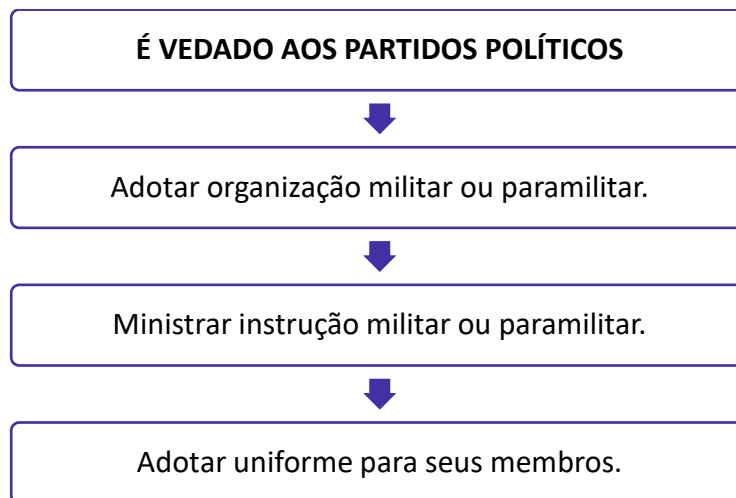 É VEDADO AOS PARTIDOS POLÍTICOS
Adotar organização militar ou paramilitar.
Ministrar instrução militar ou paramilitar.
Adotar uniforme para seus membros.